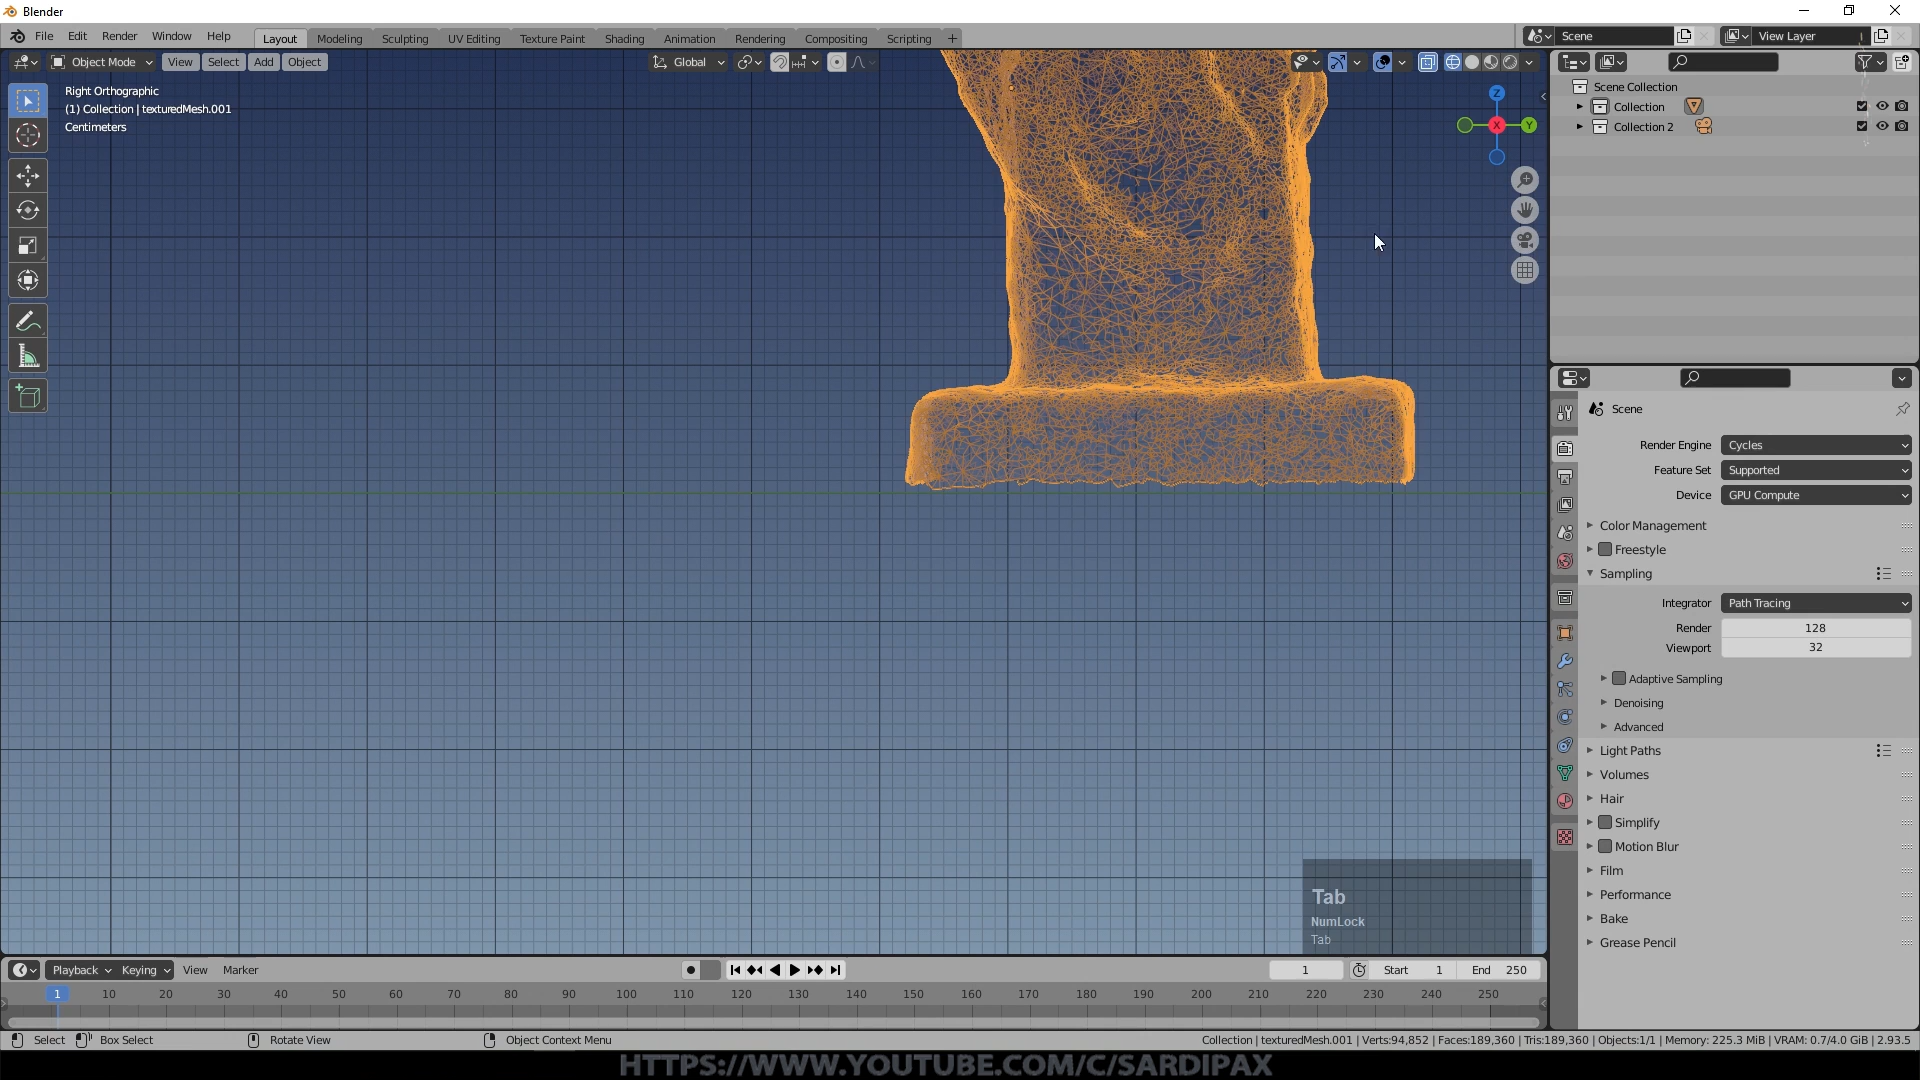 Blender
File Edit Render Window Help
Layout Modeling Sculpting UV Editing Texture Paint Shading Animation Rendering Compositing Scripting
Scene View Layer
Object Mode View Select Add Object
Global
Right Orthographic
(1) Collection | texturedMesh.001
Centimeters
Z
X
Y
Scene Collection
Collection
Collection 2
Scene
Render Engine Cycles
Feature Set Supported
Device GPU Compute
Color Management
Freestyle
Sampling
Integrator Path Tracing
Render 128
Viewport 32
Adaptive Sampling
Denoising
Advanced
Light Paths
Volumes
Hair
Simplify
Motion Blur
Film
Performance
Bake
Grease Pencil
Tab
NumLock
Tab
Playback Keying View Marker
1 Start 1 End 250
1 10 20 30 40 50 60 70 80 90 100 110 120 130 140 150 160 170 180 190 200 210 220 230 240 250
Select Box Select Rotate View Object Context Menu
Collection | texturedMesh.001 | Verts:94,852 | Faces:189,360 | Tris:189,360 | Objects:1/1 | Memory: 225.3 MiB | VRAM: 0.7/4.0 GiB | 2.93.5
HTTPS://WWW.YOUTUBE.COM/C/SARDIPAX